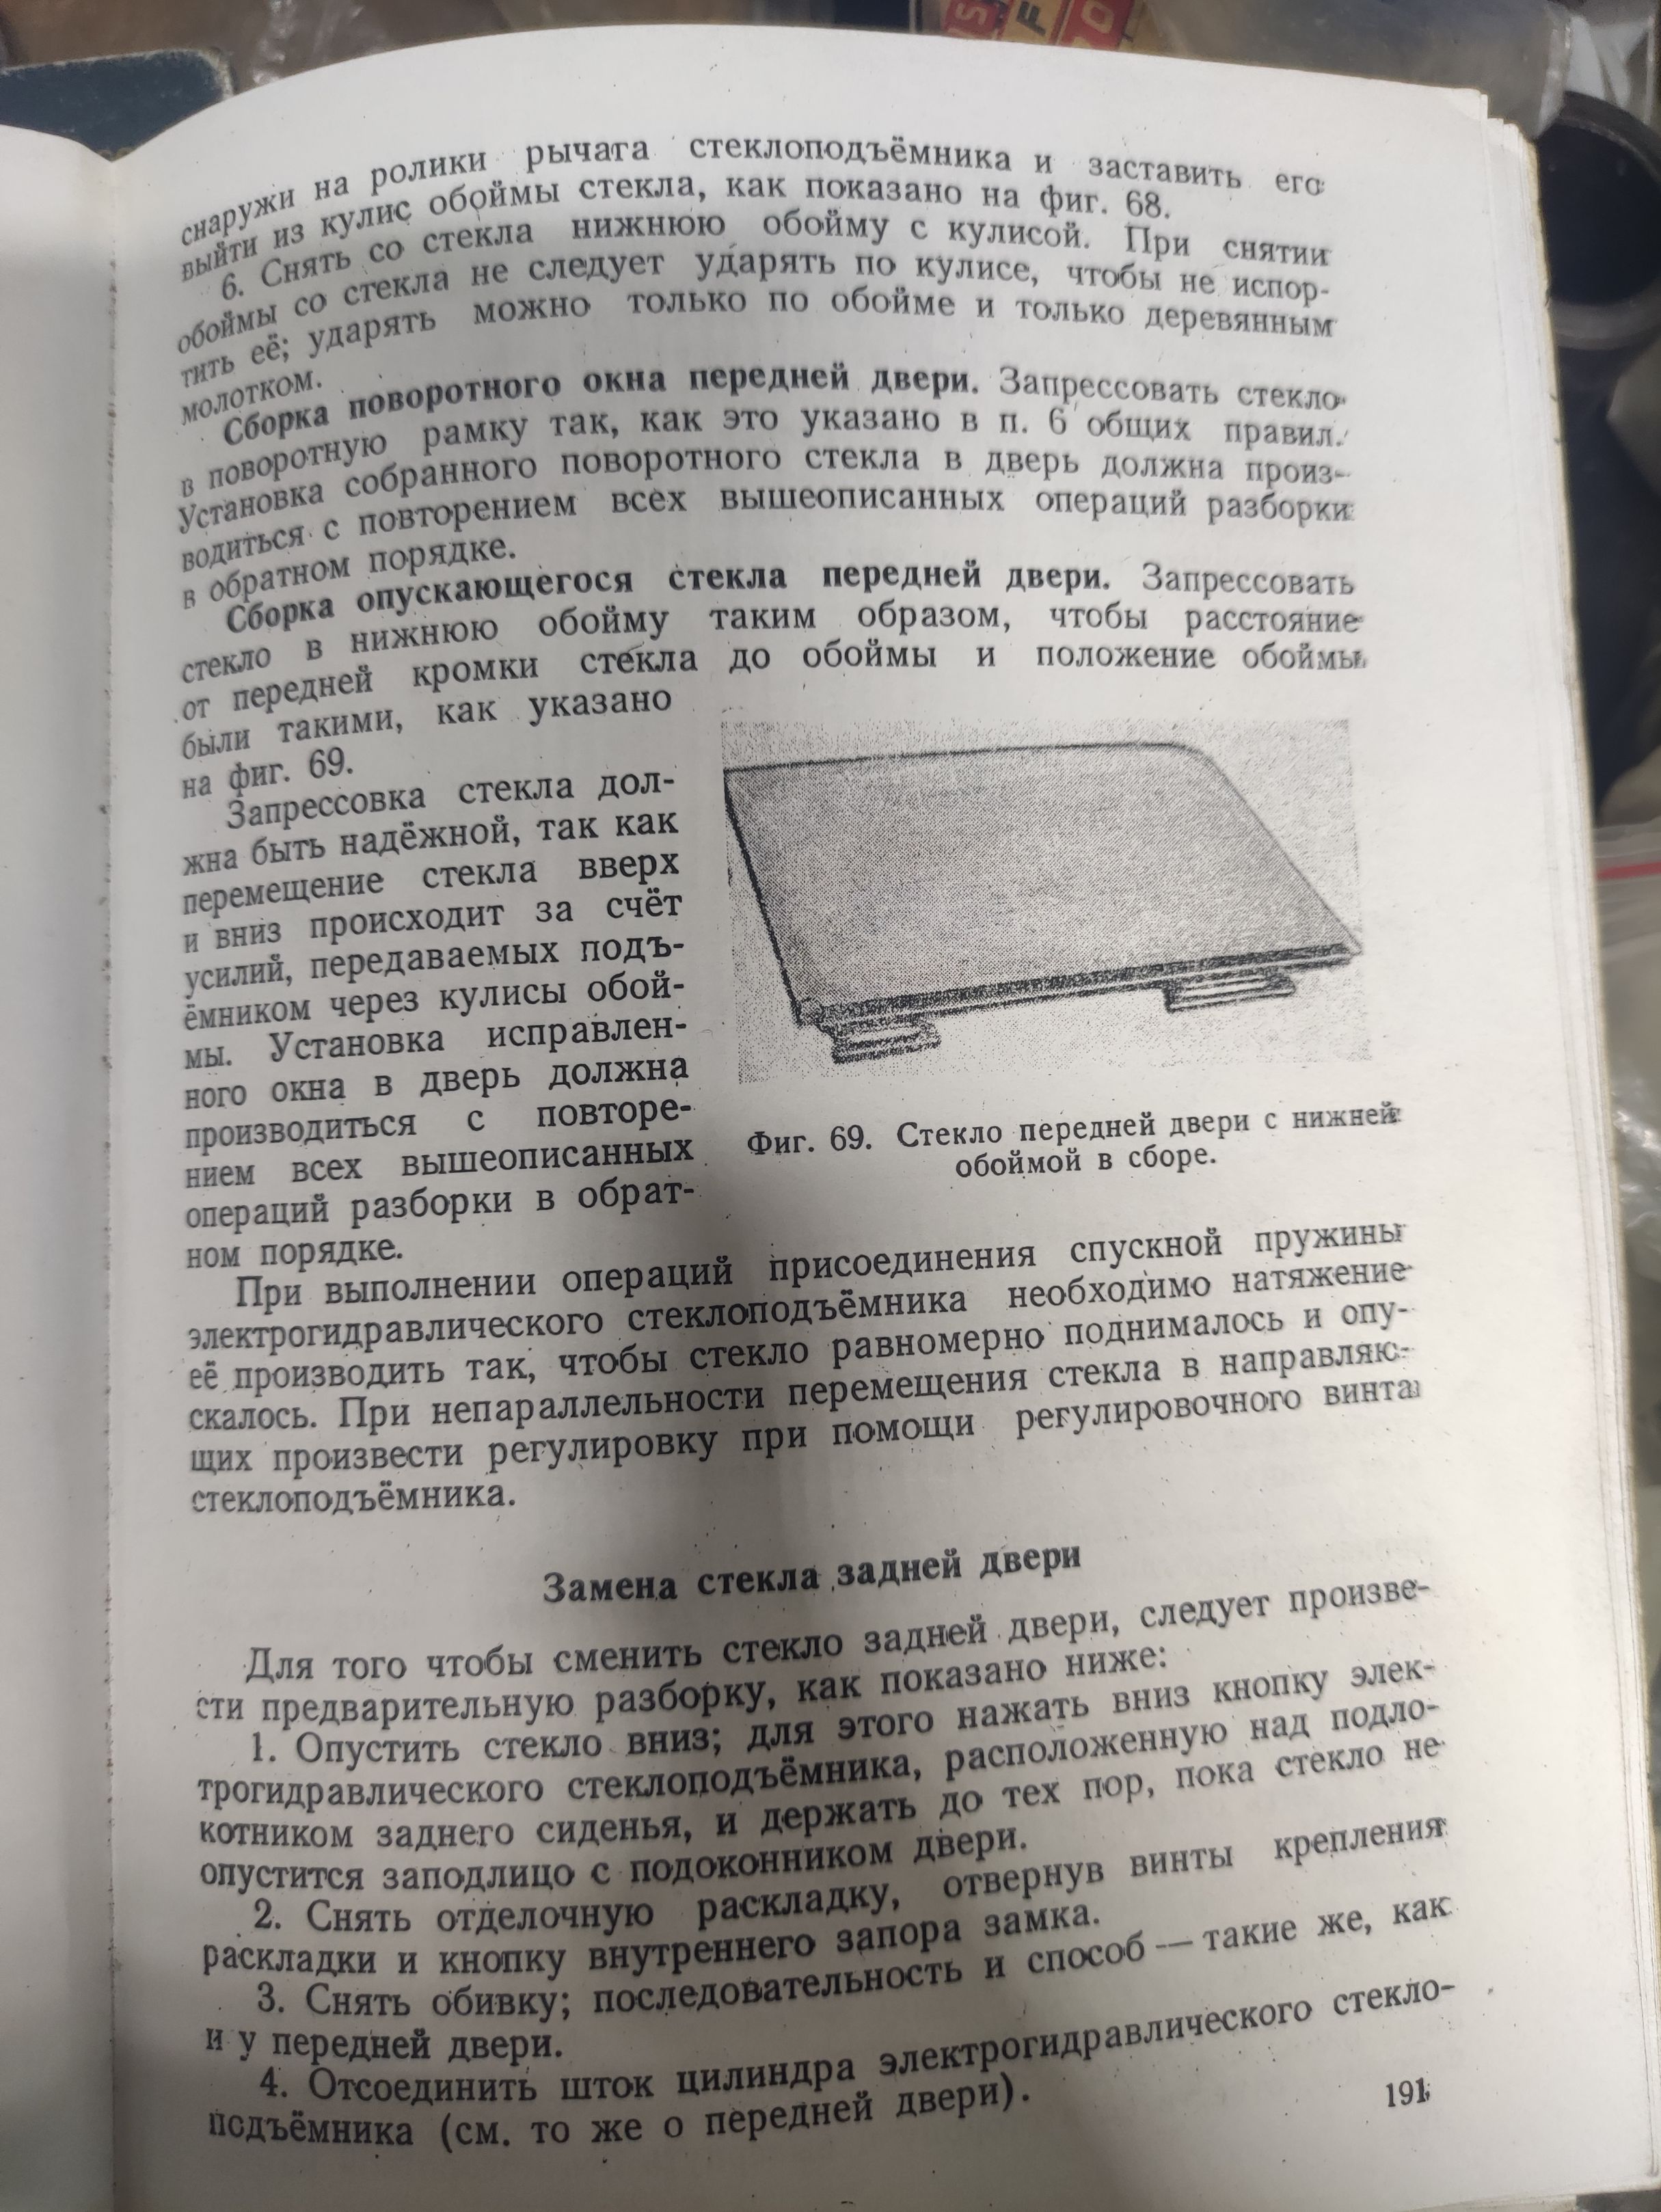 снаружи на ролики рычага стеклоподъёмника и заставить его
выйти из кулис обоймы стекла, как показано на фиг. 68.
6. Снять со стекла нижнюю обойму с кулисой. При снятии
обоймы со стекла не следует ударять по кулисе, чтобы не испор-
тить её; ударять можно только по обойме и только деревянным
молотком.
Сборка поворотного окна передней двери. Запрессовать стекло
в поворотную рамку так, как это указано в п. 6 общих правил.
Установка собранного поворотного стекла в дверь должна произ-
водиться с повторением всех вышеописанных операций разборки
в обратном порядке.
Сборка опускающегося стекла передней двери. Запрессовать
стекло в нижнюю обойму таким образом, чтобы расстояние
от передней кромки стекла до обоймы и положение обоймы
были такими, как указано
на фиг. 69.
Запрессовка стекла дол-
жна быть надёжной, так как
перемещение стекла вверх
и вниз происходит за счёт
усилий, передаваемых подъ-
ёмником через кулисы обой-
мы. Установка исправлен-
ного окна в дверь должна
производиться с повторе-
нием всех вышеописанных
операций разборки в обрат-
ном порядке.
Фиг. 69. Стекло передней двери с нижней
обоймой в сборе.
При выполнении операций присоединения спускной пружины
электрогидравлического стеклоподъёмника необходимо натяжение
её производить так, чтобы стекло равномерно поднималось и опу-
скалось. При непараллельности перемещения стекла в направляю-
щих произвести регулировку при помощи регулировочного винта
стеклоподъёмника.
Замена стекла задней двери
Для того чтобы сменить стекло задней двери, следует произве-
сти предварительную разборку, как показано ниже:
1. Опустить стекло вниз; для этого нажать вниз кнопку элек-
трогидравлического стеклоподъёмника, расположенную над подло-
котником заднего сиденья, и держать до тех пор, пока стекло не
опустится заподлицо с подоконником двери.
2. Снять отделочную раскладку, отвернув винты крепления
раскладки и кнопку внутреннего запора замка.
3. Снять обивку; последовательность и способ — такие же, как
и у передней двери.
4. Отсоединить шток цилиндра электрогидравлического стекло-
подъёмника (см. то же о передней двери).
191